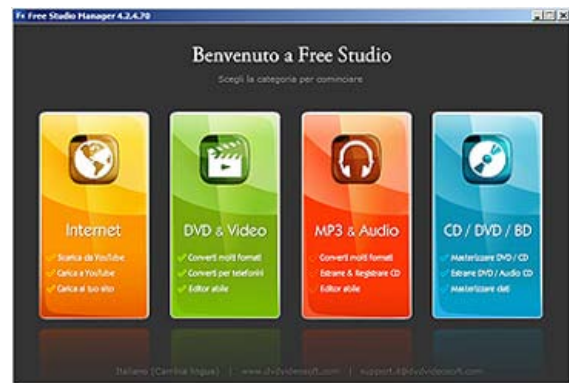 Free Studio Manager 4.2.4.70
Benvenuto a Free Studio
Scegli la categoria per cominciare
Internet
Scarica da YouTube
Carica a YouTube
Carica al tuo sito
DVD & Video
Converti molti formati
Converti per telefonini
Editor abile
MP3 & Audio
Converti molti formati
Estrarre & Registrare CD
Editor abile
CD / DVD / BD
Masterizzare DVD / CD
Estrarre DVD / Audio CD
Masterizzare dati
Italiano (Cambia lingua) | www.dvdvideosoft.com | support.it@dvdvideosoft.com